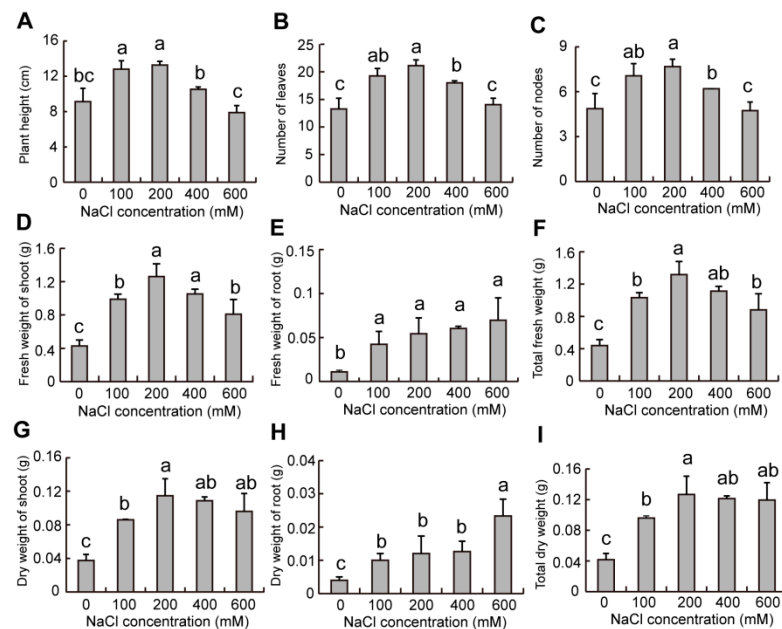 A
Plant height (cm)
16
12
8
4
0
bc a a b c
0 100 200 400 600
NaCl concentration (mM)
B
Number of leaves
25
20
15
10
5
0
c ab a b c
0 100 200 400 600
NaCl concentration (mM)
C
Number of nodes
9
6
3
0
c ab a b c
0 100 200 400 600
NaCl concentration (mM)
D
Fresh weight of shoot (g)
1.6
1.2
0.8
0.4
0
c b a a b
0 100 200 400 600
NaCl concentration (mM)
E
Fresh weight of root (g)
0.15
0.1
0.05
0
b a a a a
0 100 200 400 600
NaCl concentration (mM)
F
Total fresh weight (g)
1.6
1.2
0.8
0.4
0
c b a ab b
0 100 200 400 600
NaCl concentration (mM)
G
Dry weight of shoot (g)
0.16
0.12
0.08
0.04
0
c b a ab ab
0 100 200 400 600
NaCl concentration (mM)
H
Dry weight of root (g)
0.04
0.03
0.02
0.01
0
c b b b a
0 100 200 400 600
NaCl concentration (mM)
I
Total dry weight (g)
0.16
0.12
0.08
0.04
0
c b a ab ab
0 100 200 400 600
NaCl concentration (mM)